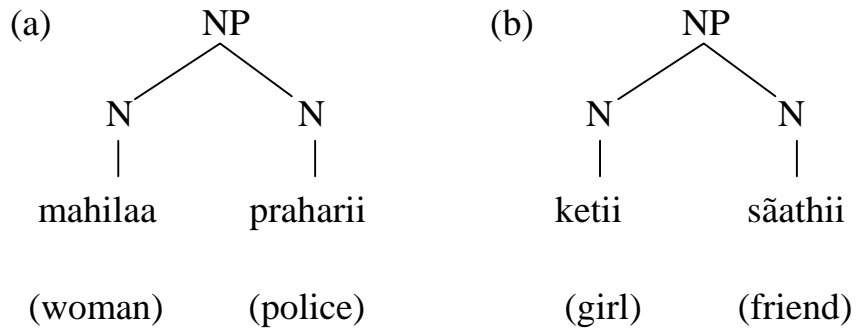 (a) NP (b) NP
N N N N
mahilaa praharii ketii sãathii
(woman) (police) (girl) (friend)